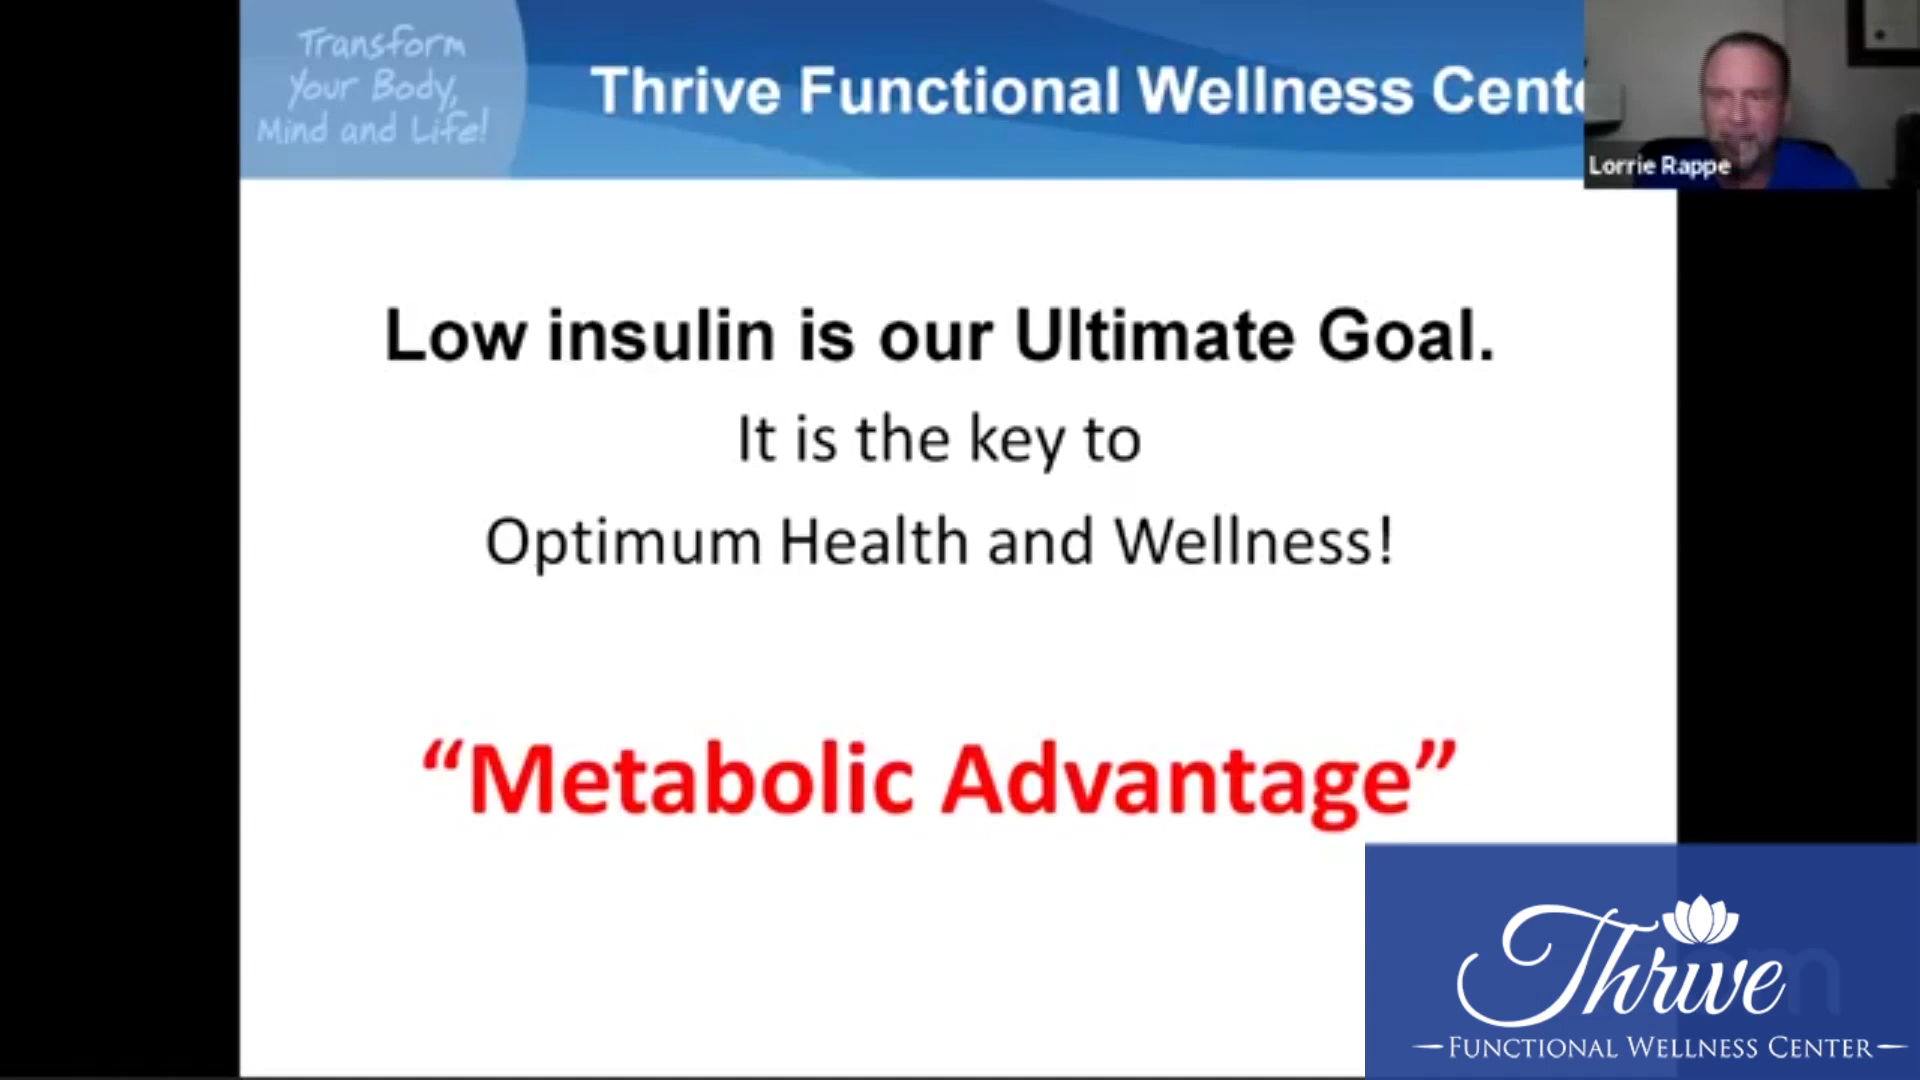 Transform
Your Body,
Mind and Life!
Thrive Functional Wellness Cente
Lorrie Rappe
Low insulin is our Ultimate Goal.
It is the key to
Optimum Health and Wellness!
“Metabolic Advantage”
Thrive
FUNCTIONAL WELLNESS CENTER